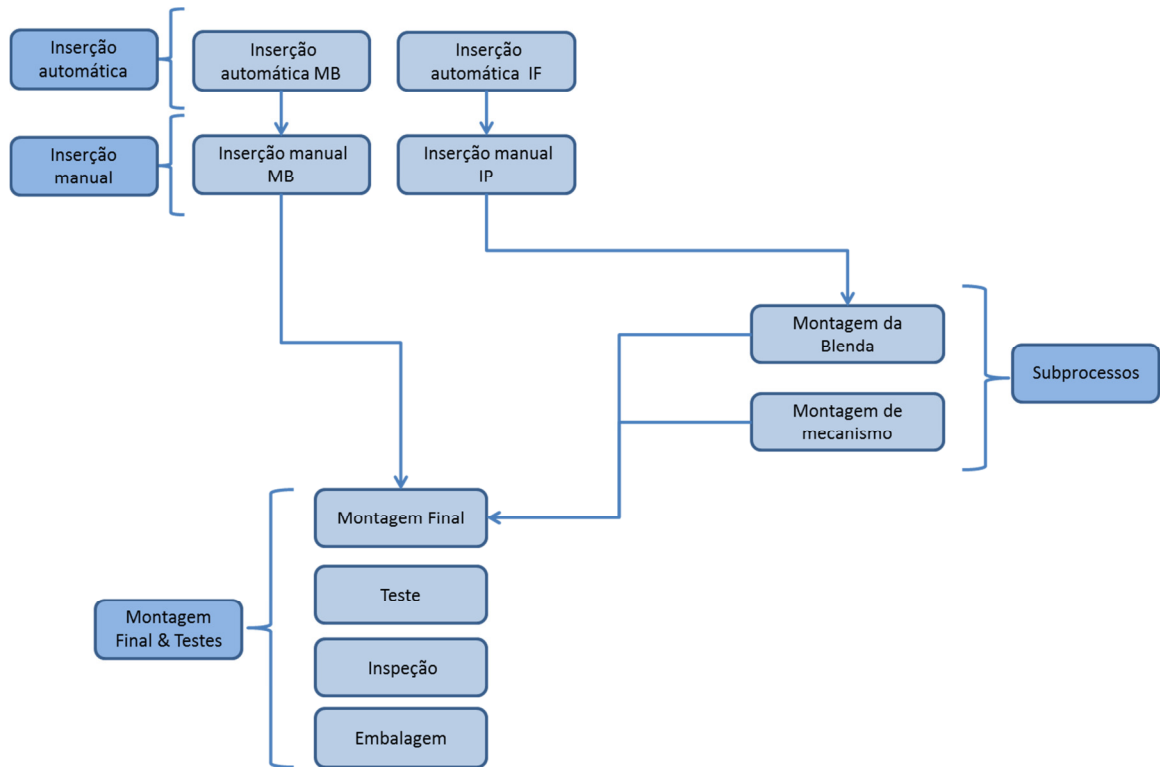 Inserção
automática
Inserção
automática MB
Inserção
automática IF
Inserção
manual
Inserção manual
MB
Inserção manual
IP
Montagem da
Blenda
Subprocessos
Montagem de
mecanismo
Montagem Final
Teste
Montagem
Final & Testes
Inspeção
Embalagem